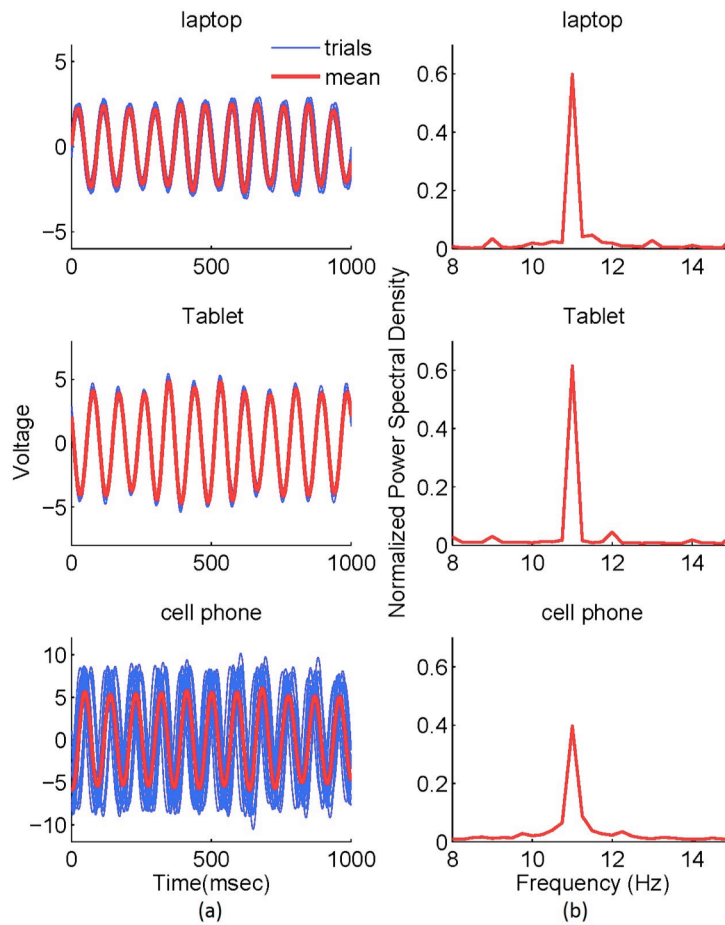 laptop
trials
mean
5
0
−5
0 500 1000
Tablet
5
0
−5
0 500 1000
Voltage
cell phone
10
5
0
−5
−10
0 500 1000
Time(msec)
(a)
laptop
0.6
0.4
0.2
0
8 10 12 14
Normalized Power Spectral Density
Tablet
0.6
0.4
0.2
0
8 10 12 14
cell phone
0.6
0.4
0.2
0
8 10 12 14
Frequency (Hz)
(b)